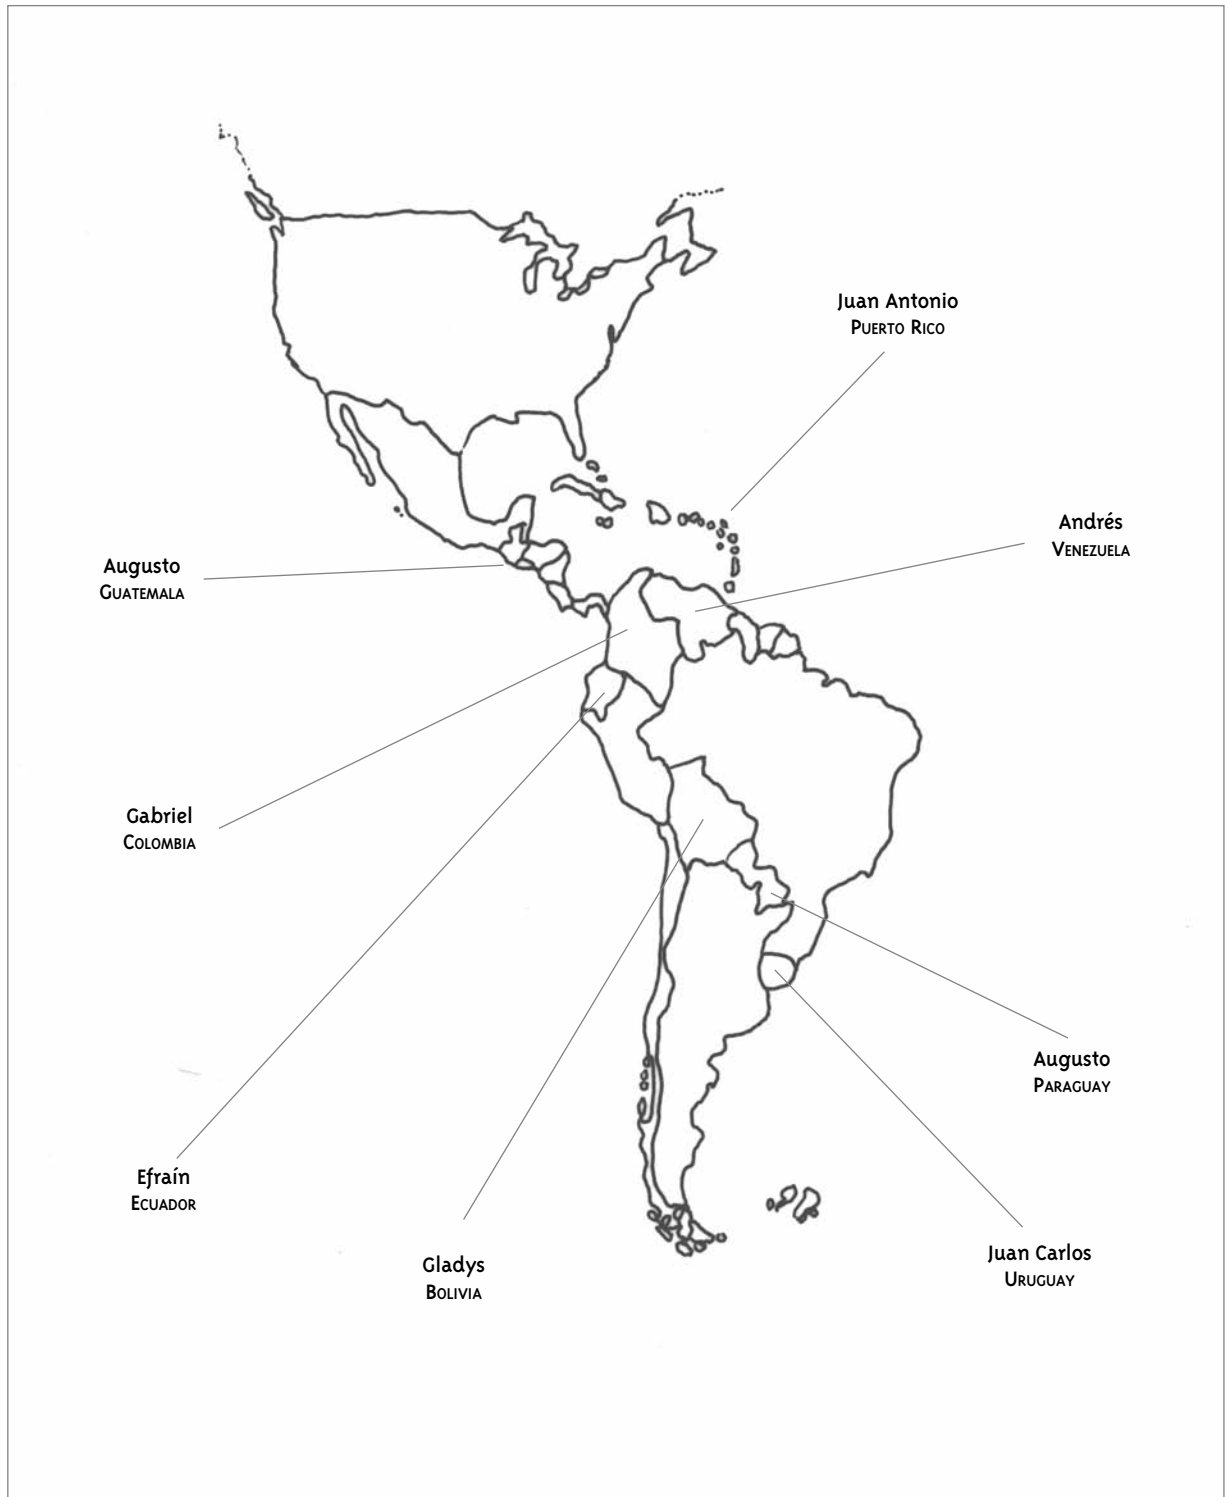 Juan Antonio
Puerto Rico
Andrés
Venezuela
Augusto
Guatemala
Gabriel
Colombia
Augusto
Paraguay
Efraín
Ecuador
Juan Carlos
Uruguay
Gladys
Bolivia